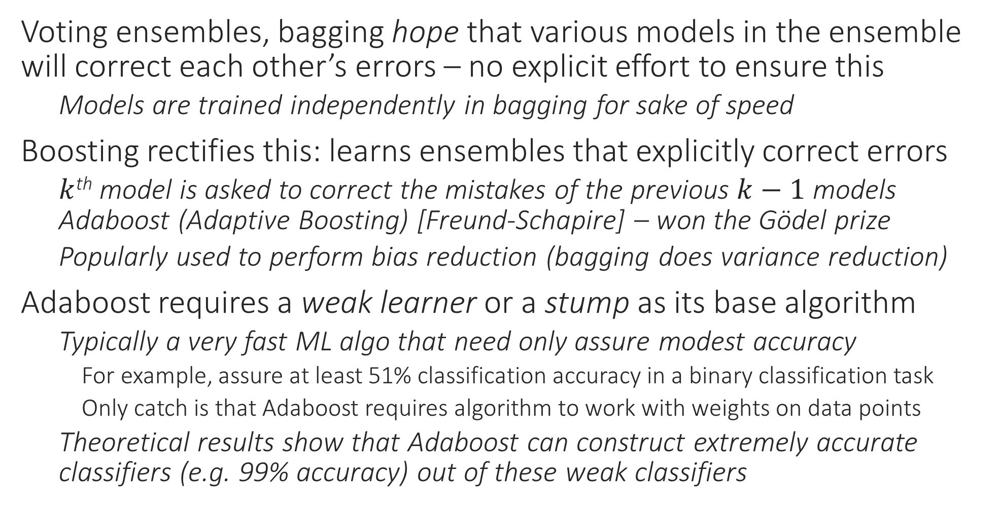 Voting ensembles, bagging hope that various models in the ensemble
will correct each other’s errors – no explicit effort to ensure this
Models are trained independently in bagging for sake of speed
Boosting rectifies this: learns ensembles that explicitly correct errors
kth model is asked to correct the mistakes of the previous k − 1 models
Adaboost (Adaptive Boosting) [Freund-Schapire] – won the Gödel prize
Popularly used to perform bias reduction (bagging does variance reduction)
Adaboost requires a weak learner or a stump as its base algorithm
Typically a very fast ML algo that need only assure modest accuracy
For example, assure at least 51% classification accuracy in a binary classification task
Only catch is that Adaboost requires algorithm to work with weights on data points
Theoretical results show that Adaboost can construct extremely accurate
classifiers (e.g. 99% accuracy) out of these weak classifiers